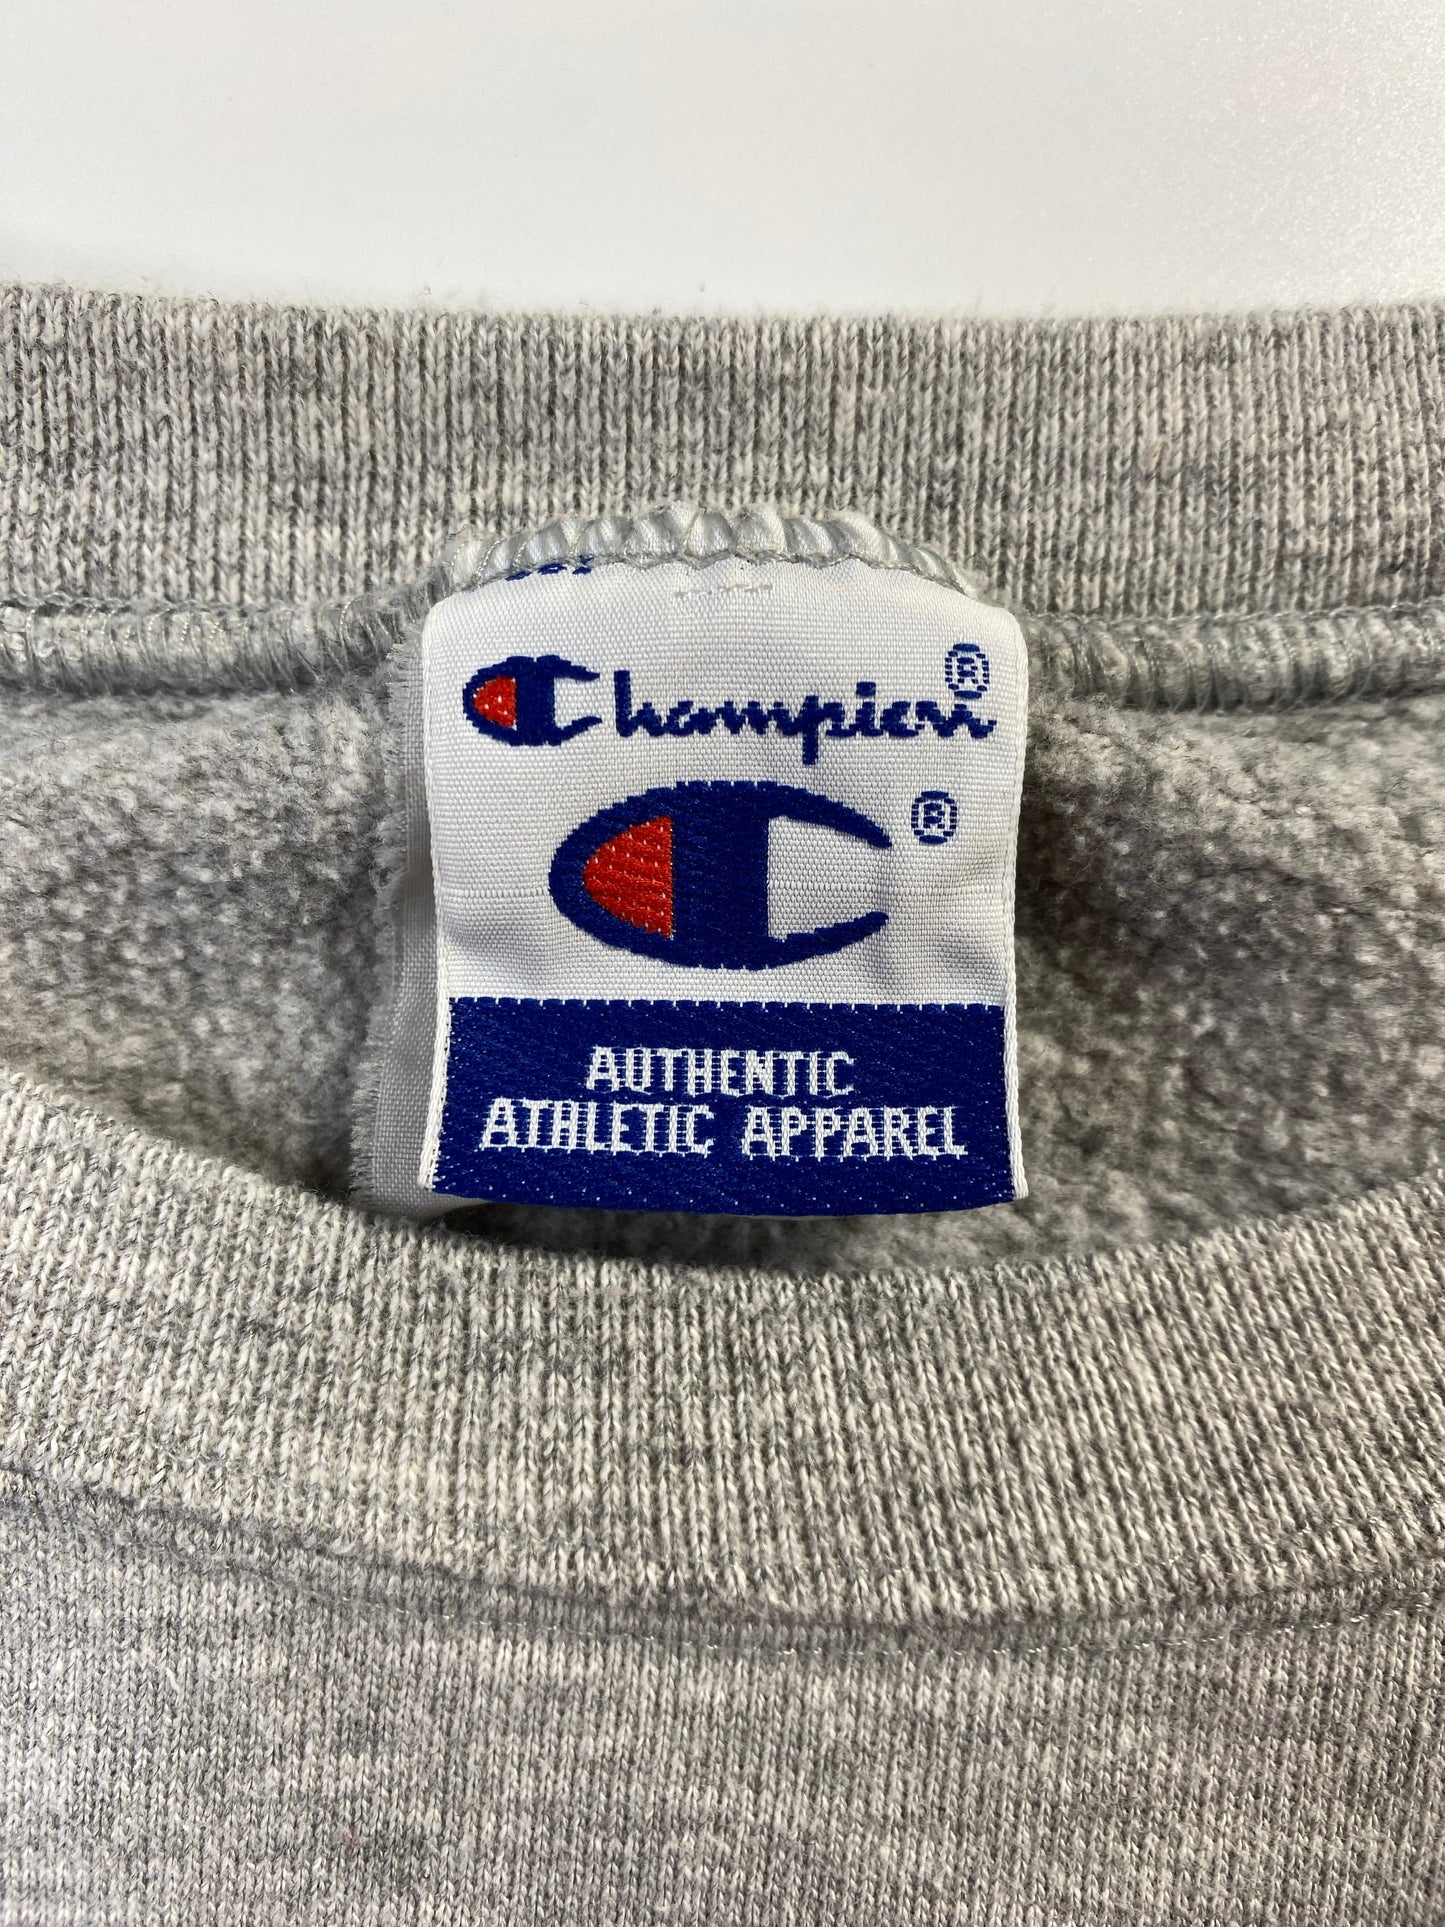 Champion®
®
AUTHENTIC
ATHLETIC APPAREL